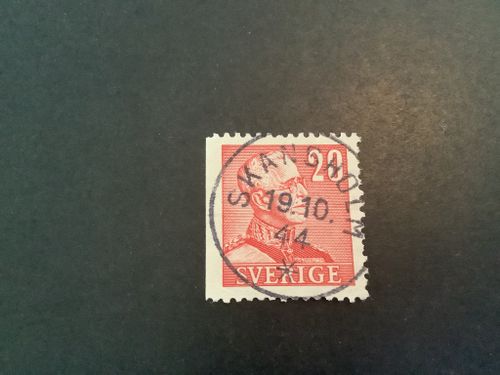 20
SKANSHOLM
19.10.
44
SVERIGE